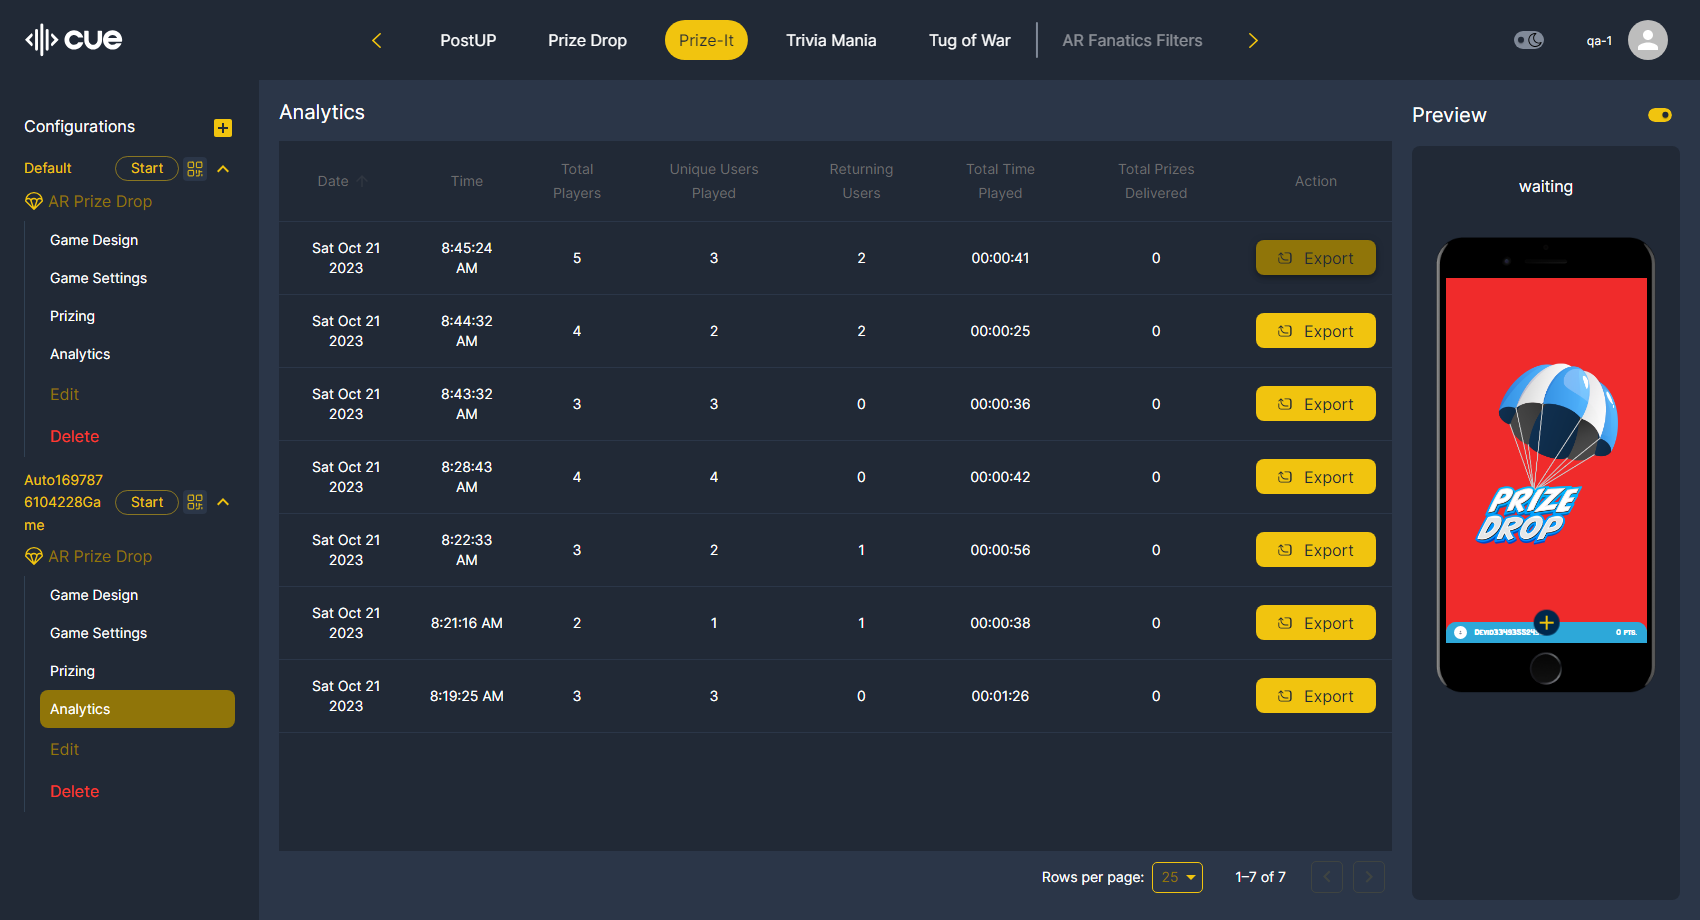 cue
PostUP
Prize Drop
Prize-It
Trivia Mania
Tug of War
AR Fanatics Filters
qa-1
Configurations
Default
Start
AR Prize Drop
Game Design
Game Settings
Prizing
Analytics
Edit
Delete
Auto169787
6104228Ga
me
Start
AR Prize Drop
Game Design
Game Settings
Prizing
Analytics
Edit
Delete
Analytics
Date
Time
Total
Players
Unique Users
Played
Returning
Users
Total Time
Played
Total Prizes
Delivered
Action
Sat Oct 21
2023
8:45:24
AM
5
3
2
00:00:41
0
Export
Sat Oct 21
2023
8:44:32
AM
4
2
2
00:00:25
0
Export
Sat Oct 21
2023
8:43:32
AM
3
3
0
00:00:36
0
Export
Sat Oct 21
2023
8:28:43
AM
4
4
0
00:00:42
0
Export
Sat Oct 21
2023
8:22:33
AM
3
2
1
00:00:56
0
Export
Sat Oct 21
2023
8:21:16 AM
2
1
1
00:00:38
0
Export
Sat Oct 21
2023
8:19:25 AM
3
3
0
00:01:26
0
Export
Rows per page:
25
1–7 of 7
Preview
waiting
PRIZE
DROP
0 PTS.